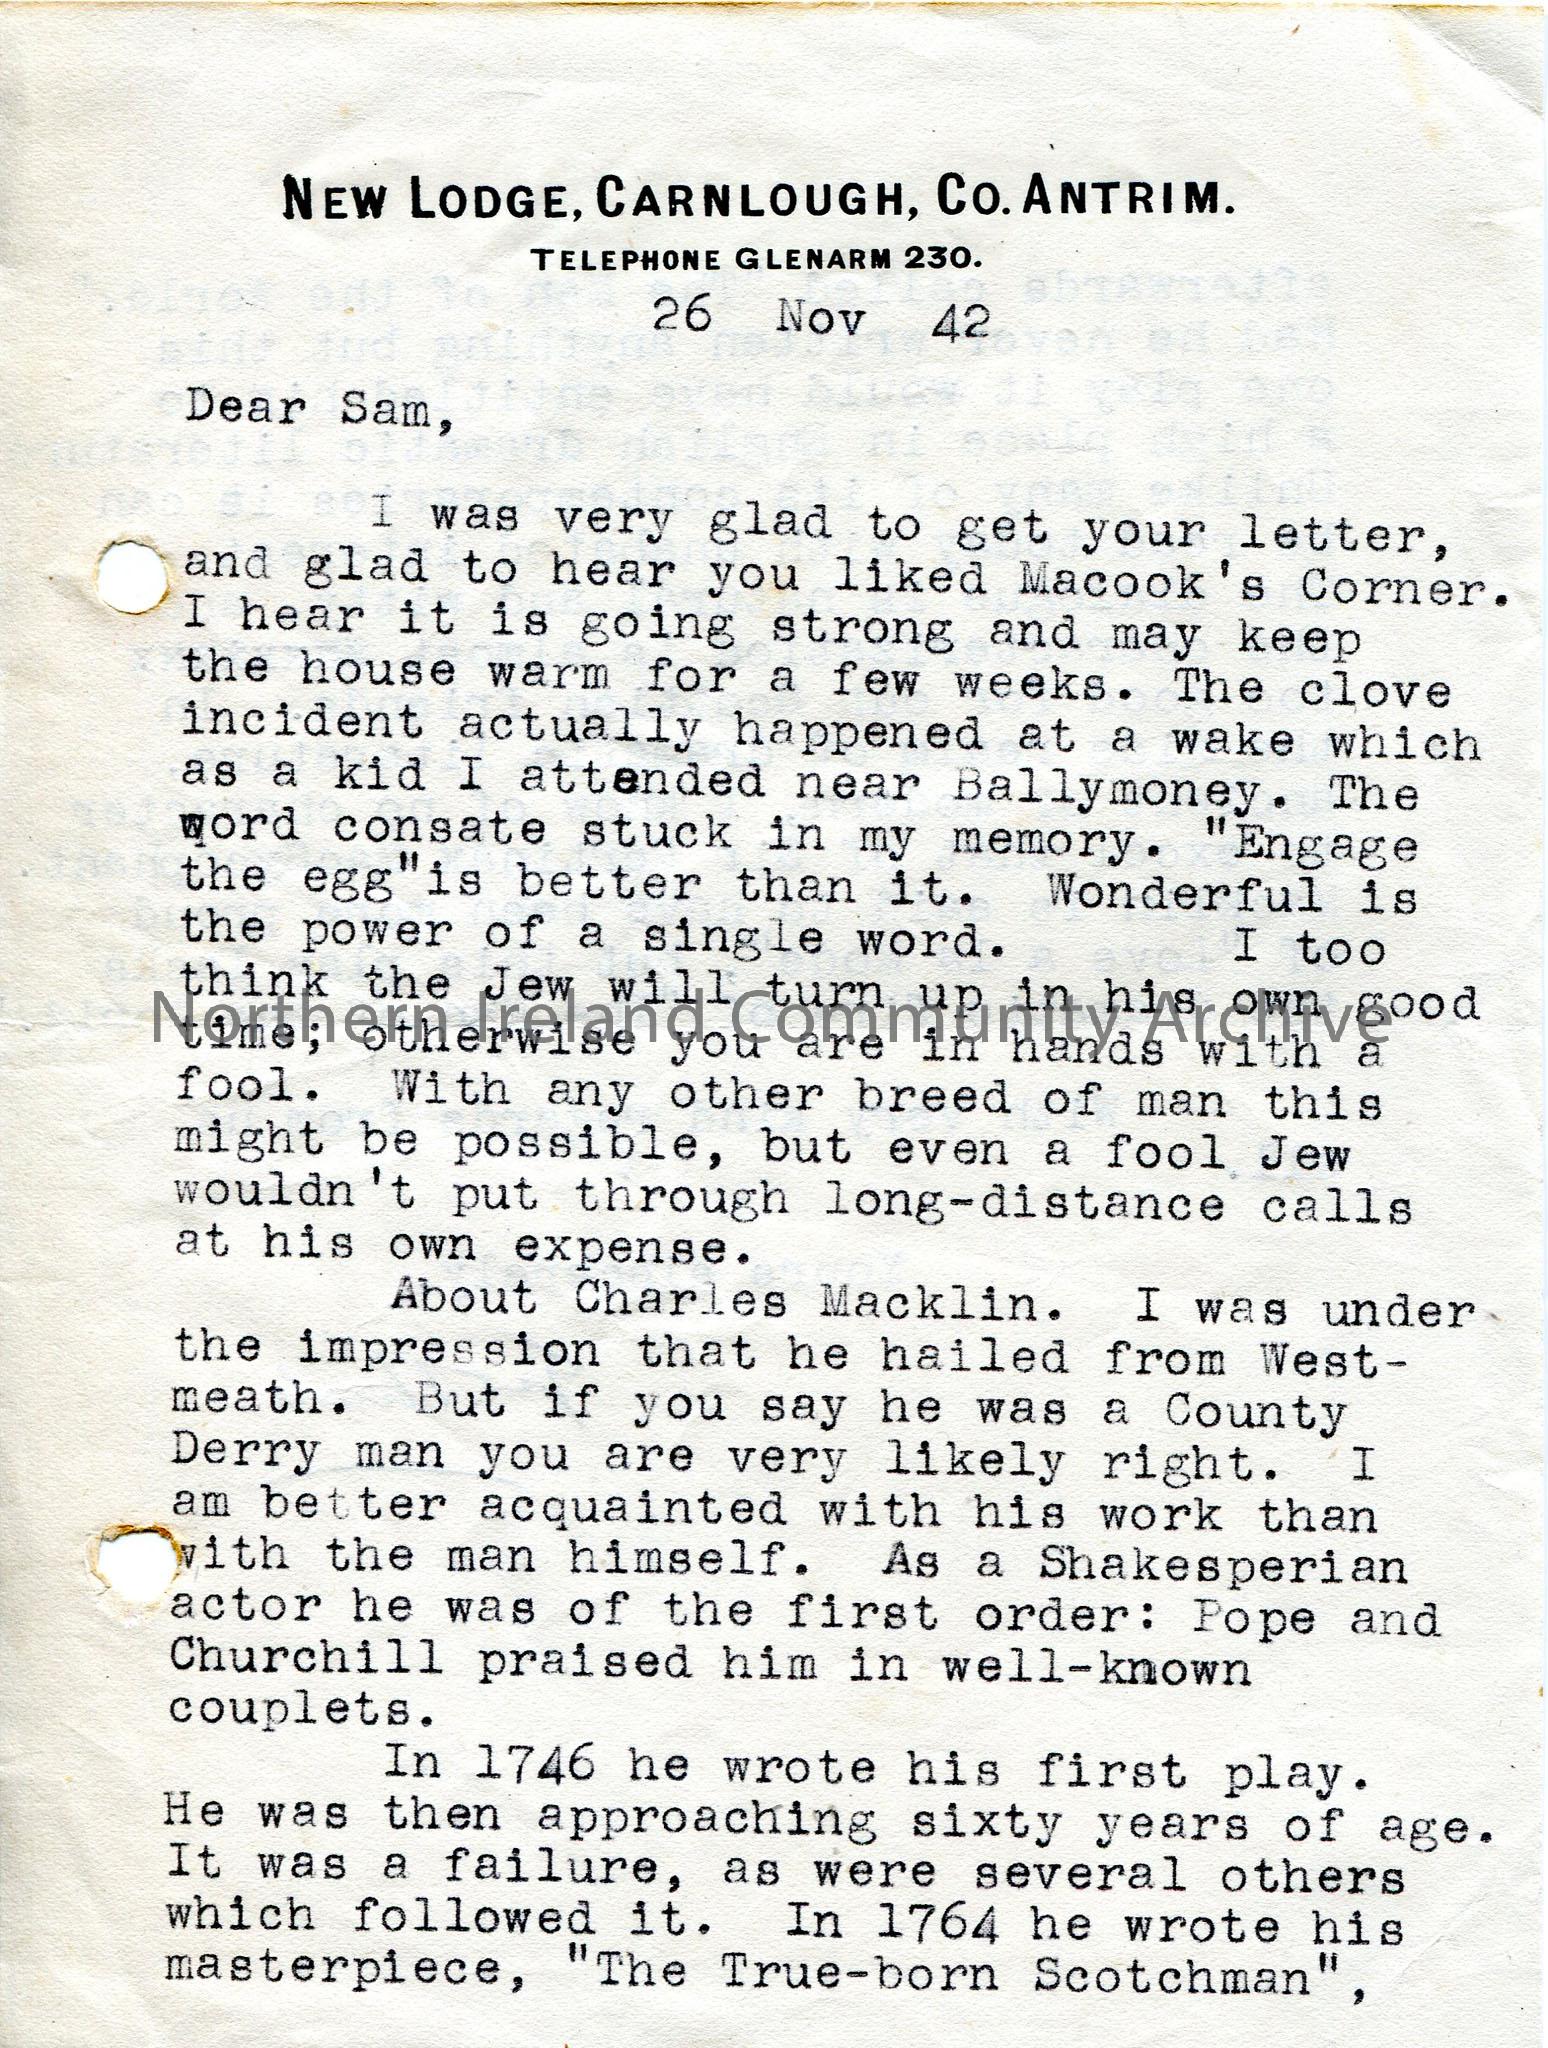 NEW LODGE, CARNLOUGH, CO. ANTRIM.
TELEPHONE GLENARM 230.
26 Nov 42
Dear Sam,
I was very glad to get your letter,
and glad to hear you liked Macook's Corner.
I hear it is going strong and may keep
the house warm for a few weeks. The clove
incident actually happened at a wake which
as a kid I attended near Ballymoney. The
word consate stuck in my memory. "Engage
the egg"is better than it. Wonderful is
the power of a single word. I too
think the Jew will turn up in his own good
Northern Ireland Community Archive
time; otherwise you are in hands with a
fool. With any other breed of man this
might be possible, but even a fool Jew
wouldn't put through long-distance calls
at his own expense.
About Charles Macklin. I was under
the impression that he hailed from West-
meath. But if you say he was a County
Derry man you are very likely right. I
am better acquainted with his work than
with the man himself. As a Shakesperian
actor he was of the first order: Pope and
Churchill praised him in well-known
couplets.
In 1746 he wrote his first play.
He was then approaching sixty years of age.
It was a failure, as were several others
which followed it. In 1764 he wrote his
masterpiece, "The True-born Scotchman",